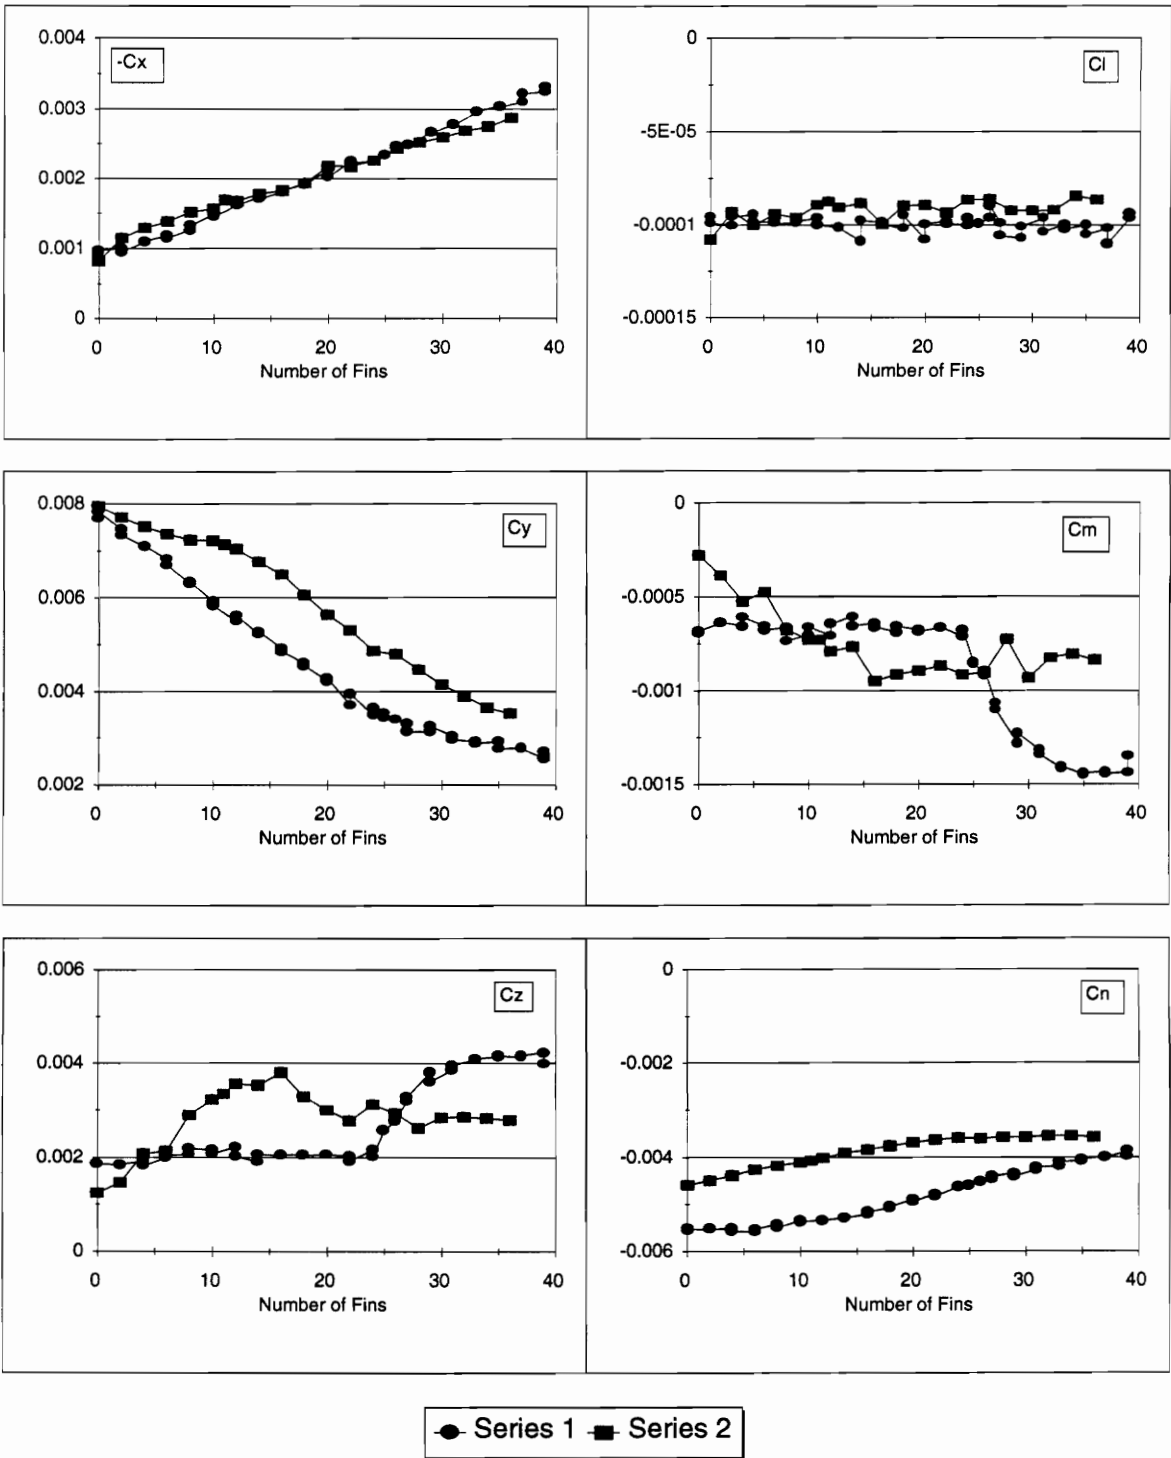 -Cx
0.004
0.003
0.002
0.001
0
0 10 20 30 40
Number of Fins
Cl
0
-5E-05
-0.0001
-0.00015
0 10 20 30 40
Number of Fins
Cy
0.008
0.006
0.004
0.002
0 10 20 30 40
Number of Fins
Cm
0
-0.0005
-0.001
-0.0015
0 10 20 30 40
Number of Fins
Cz
0.006
0.004
0.002
0
0 10 20 30 40
Number of Fins
Cn
0
-0.002
-0.004
-0.006
0 10 20 30 40
Number of Fins
Series 1 Series 2